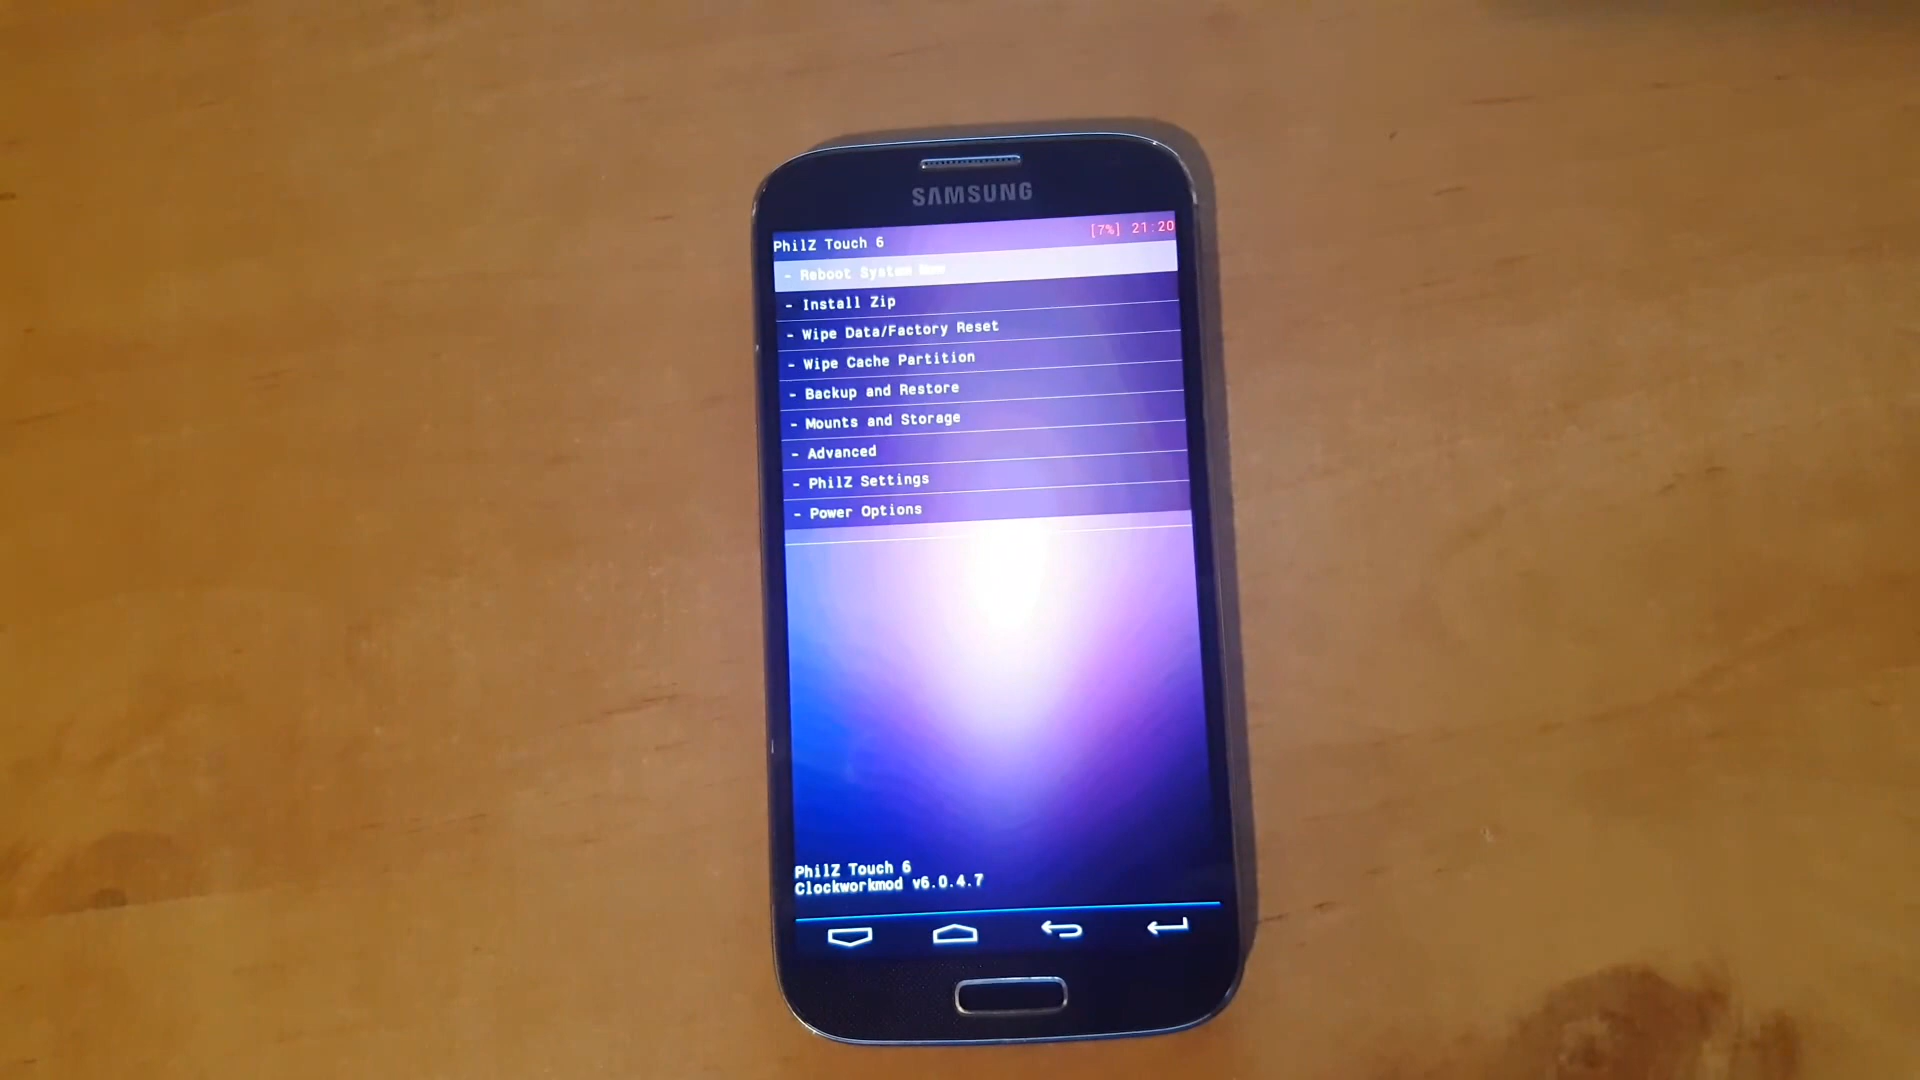 SAMSUNG
PhilZ Touch 6 [7%] 21:20
- Reboot System Now
- Install Zip
- Wipe Data/Factory Reset
- Wipe Cache Partition
- Backup and Restore
- Mounts and Storage
- Advanced
- PhilZ Settings
- Power Options
PhilZ Touch 6
Clockworkmod v6.0.4.7